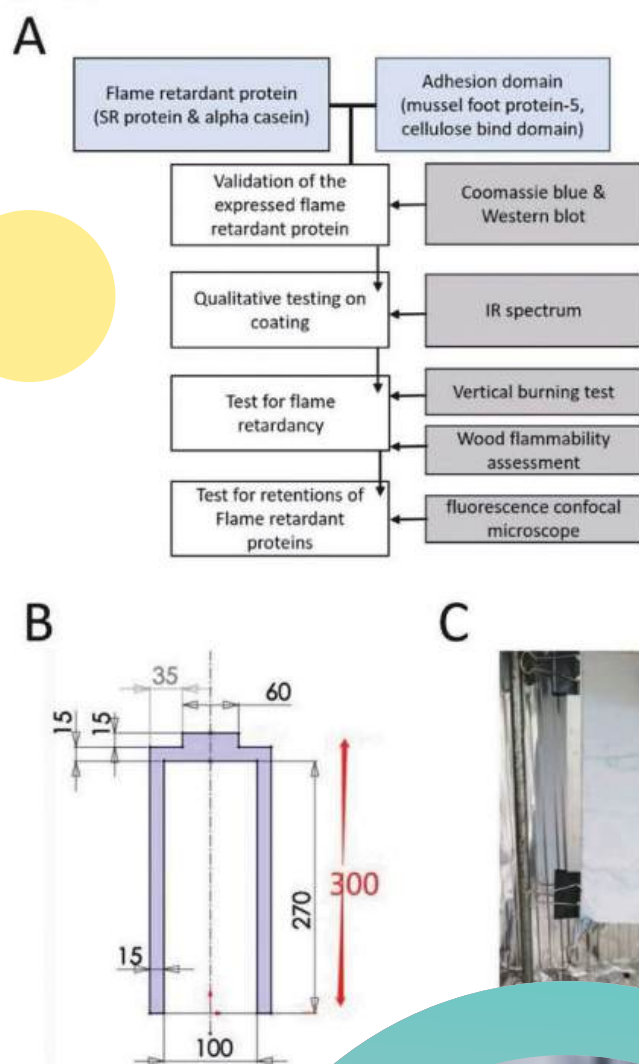 A
Flame retardant protein
(SR protein & alpha casein)
Adhesion domain
(mussel foot protein-5,
cellulose bind domain)
Validation of the
expressed flame
retardant protein
Coomassie blue &
Western blot
Qualitative testing on
coating
IR spectrum
Test for flame
retardancy
Vertical burning test
Wood flammability
assessment
Test for retentions of
Flame retardant
proteins
fluorescence confocal
microscope
B
C
35
60
15
15
300
270
15
100